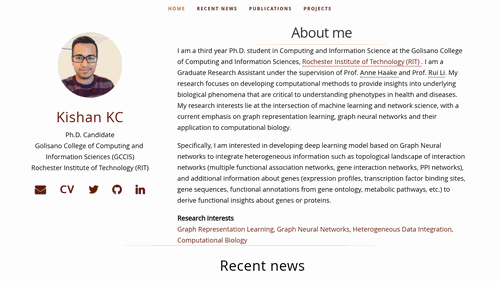 HOME RECENT NEWS PUBLICATIONS PROJECTS
About me
I am a third year Ph.D. student in Computing and Information Science at the Golisano College
of Computing and Information Sciences, Rochester Institute of Technology (RIT) . I am a
Graduate Research Assistant under the supervision of Prof. Anne Haake and Prof. Rui Li. My
research focuses on developing computational methods to provide insights into underlying
biological phenomena that are critical to understanding phenotypes in health and diseases.
My research interests lie at the intersection of machine learning and network science, with a
current emphasis on graph representation learning, graph neural networks and their
application to computational biology.
Specifically, I am interested in developing deep learning model based on Graph Neural
networks to integrate heterogeneous information such as topological landscape of interaction
networks (multiple functional association networks, gene interaction networks, PPI networks),
and additional information about genes (expression profiles, transcription factor binding sites,
gene sequences, functional annotations from gene ontology, metabolic pathways, etc.) to
derive functional insights about genes or proteins.
Research Interests
Graph Representation Learning, Graph Neural Networks, Heterogeneous Data Integration,
Computational Biology
Kishan KC
Ph.D. Candidate
Golisano College of Computing and
Information Sciences (GCCIS)
Rochester Institute of Technology (RIT)
CV
Recent news